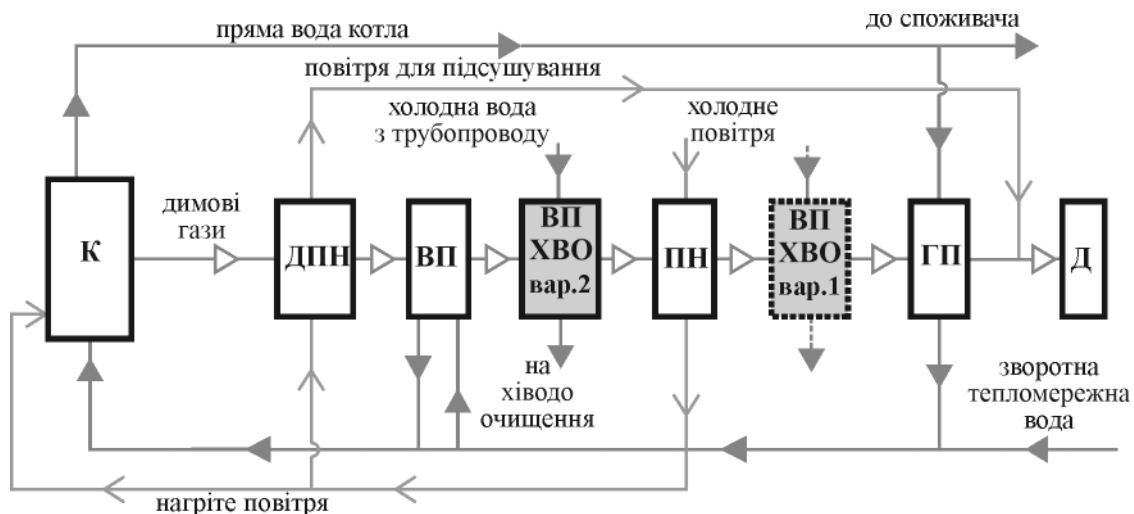 до споживача
пряма вода котла
повітря для підсушування
холодна вода
з трубопроводу
холодне
повітря
димові
гази
К
ДПН
ВП
ВП
ХВО
вар.2
ПН
ВП
ХВО
вар.1
ГП
Д
на
хіводо
очищення
зворотна
тепломережна
вода
нагріте повітря